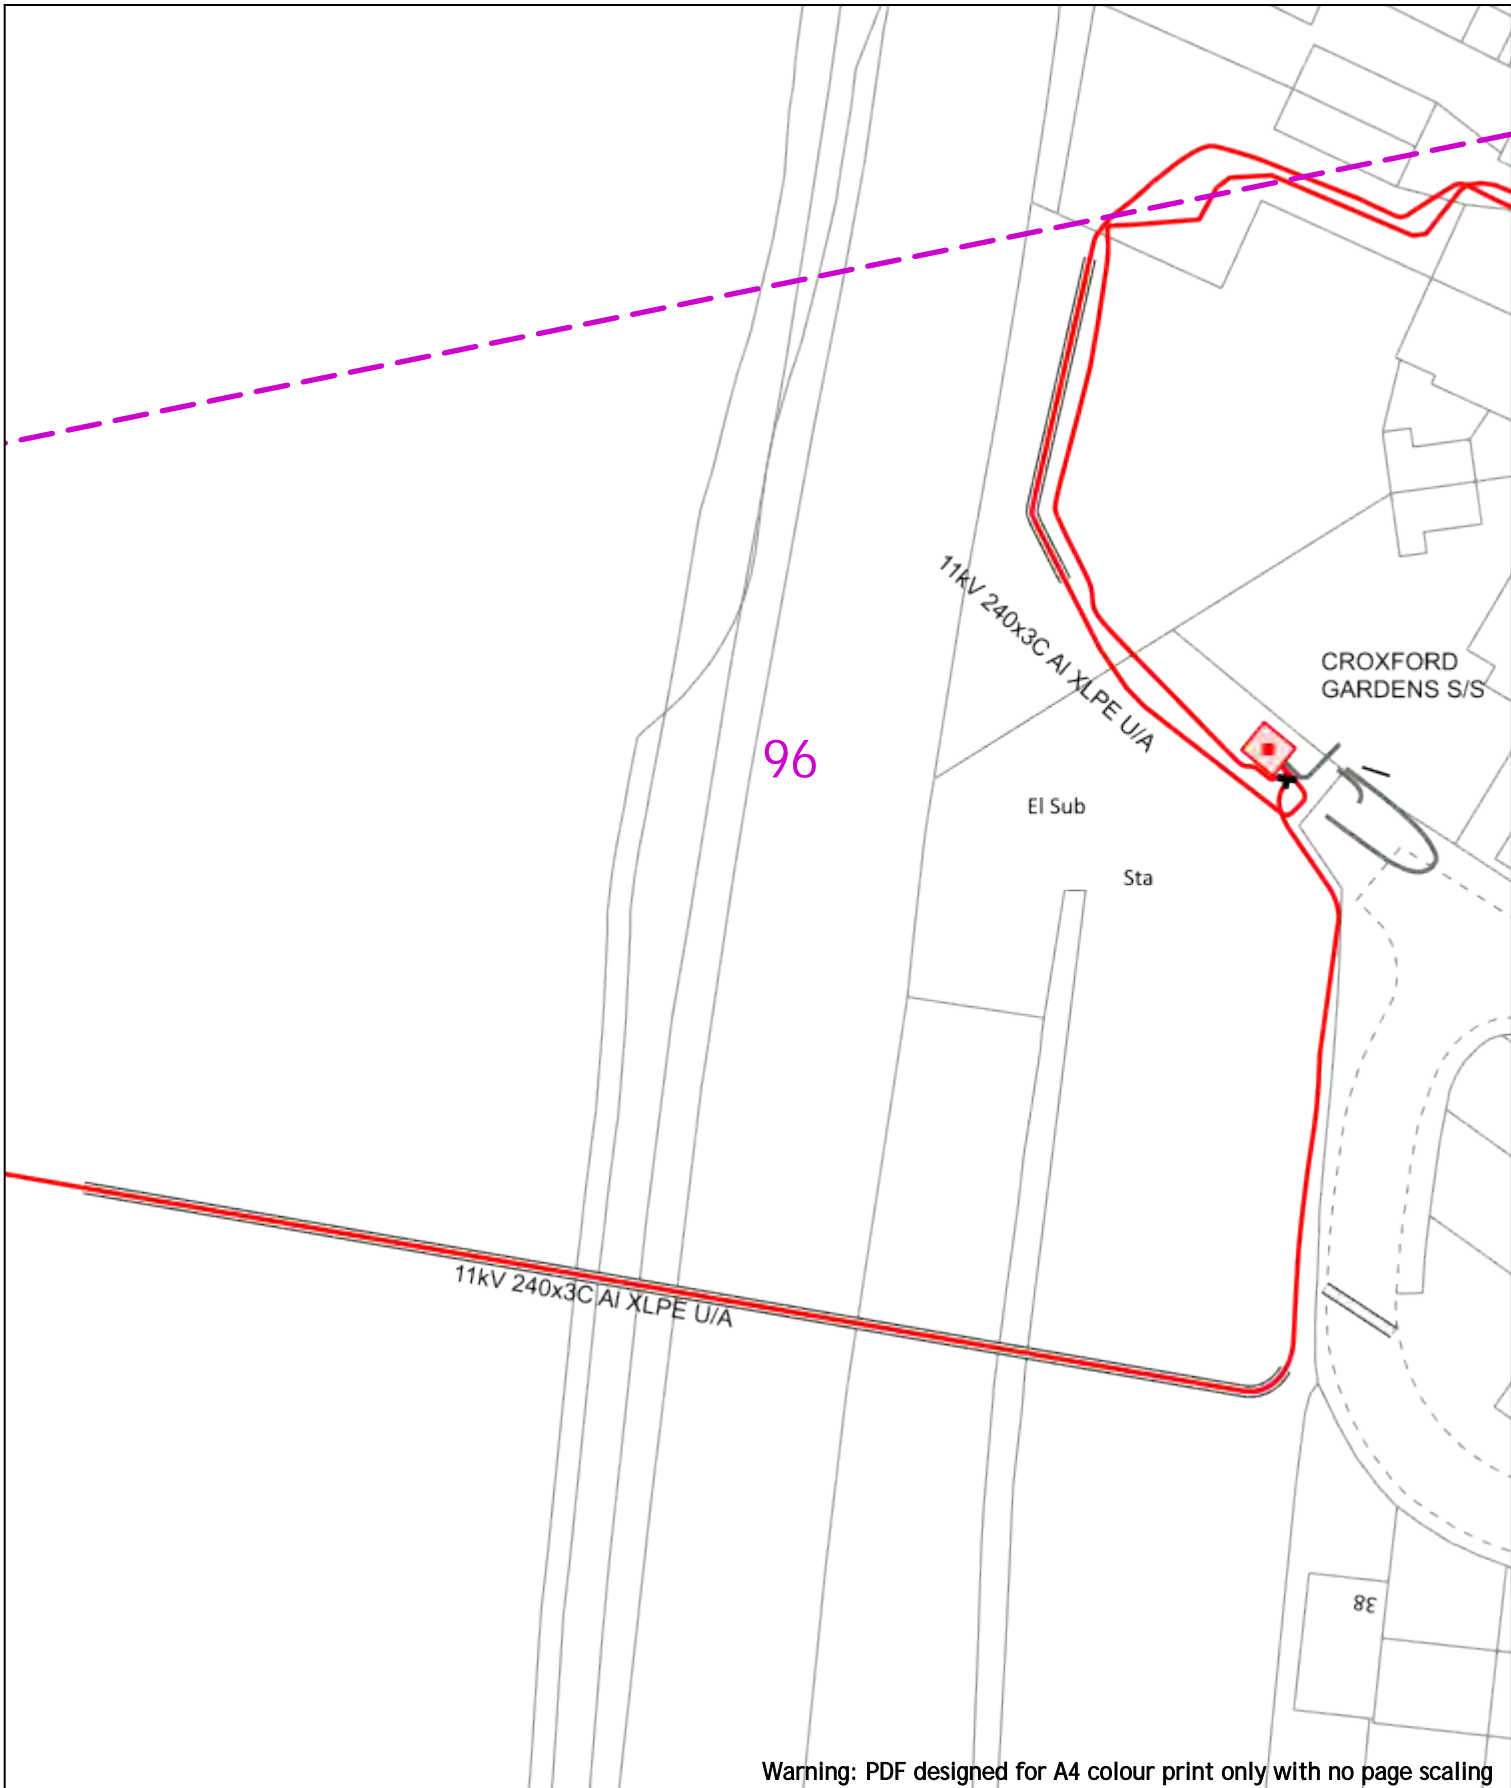 11kV 240x3C Al XLPE U/A
CROXFORD
GARDENS S/S
96
El Sub
Sta
11kV 240x3C Al XLPE U/A
38
Warning: PDF designed for A4 colour print only with no page scaling